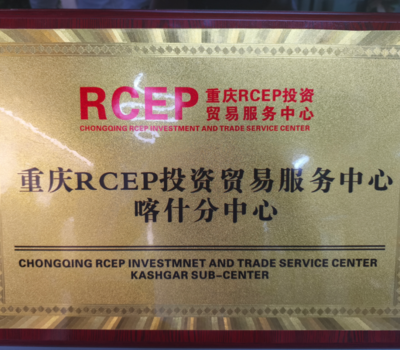 RCEP 重庆RCEP投资
贸易服务中心
CHONGQING RCEP INVESTMENT AND TRADE SERVICE CENTER
重庆RCEP投资贸易服务中心
喀什分中心
CHONGQING RCEP INVESTMNET AND TRADE SERVICE CENTER
KASHGAR SUB-CENTER